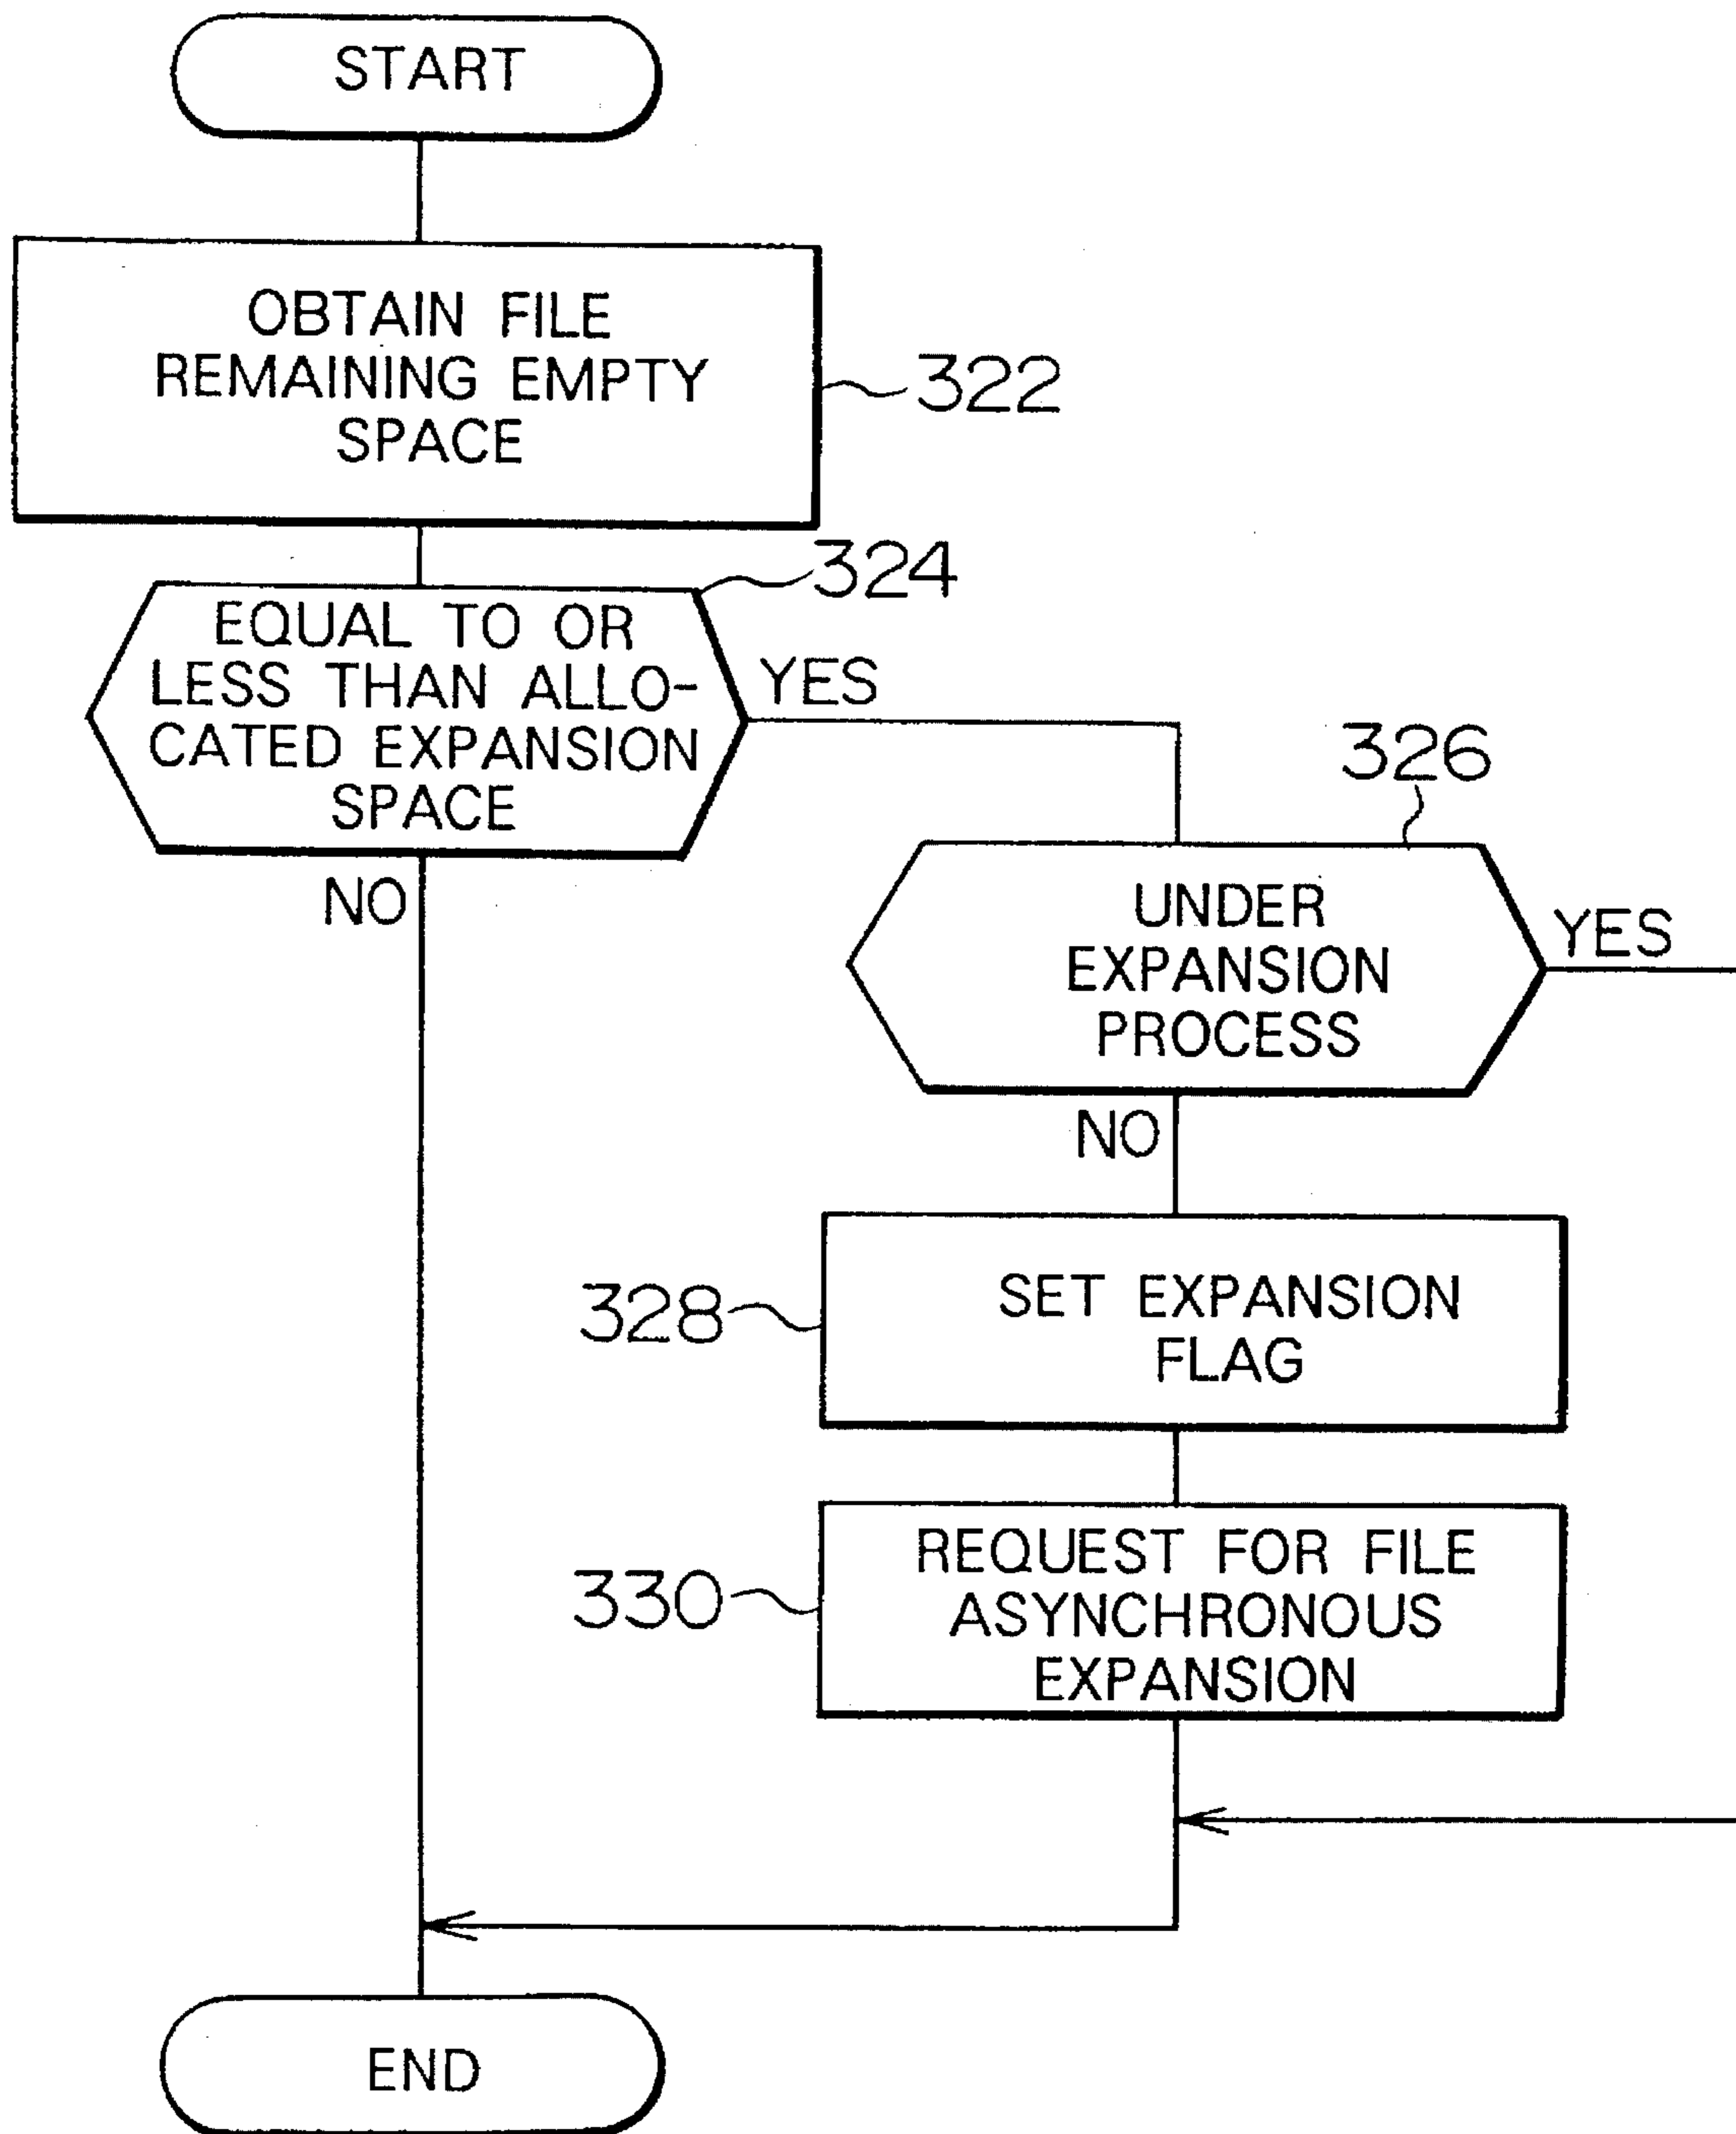 START
OBTAIN FILE
REMAINING EMPTY
SPACE
322
324
EQUAL TO OR
LESS THAN ALLO-
CATED EXPANSION
SPACE
YES
NO
326
UNDER
EXPANSION
PROCESS
YES
NO
328
SET EXPANSION
FLAG
330
REQUEST FOR FILE
ASYNCHRONOUS
EXPANSION
END